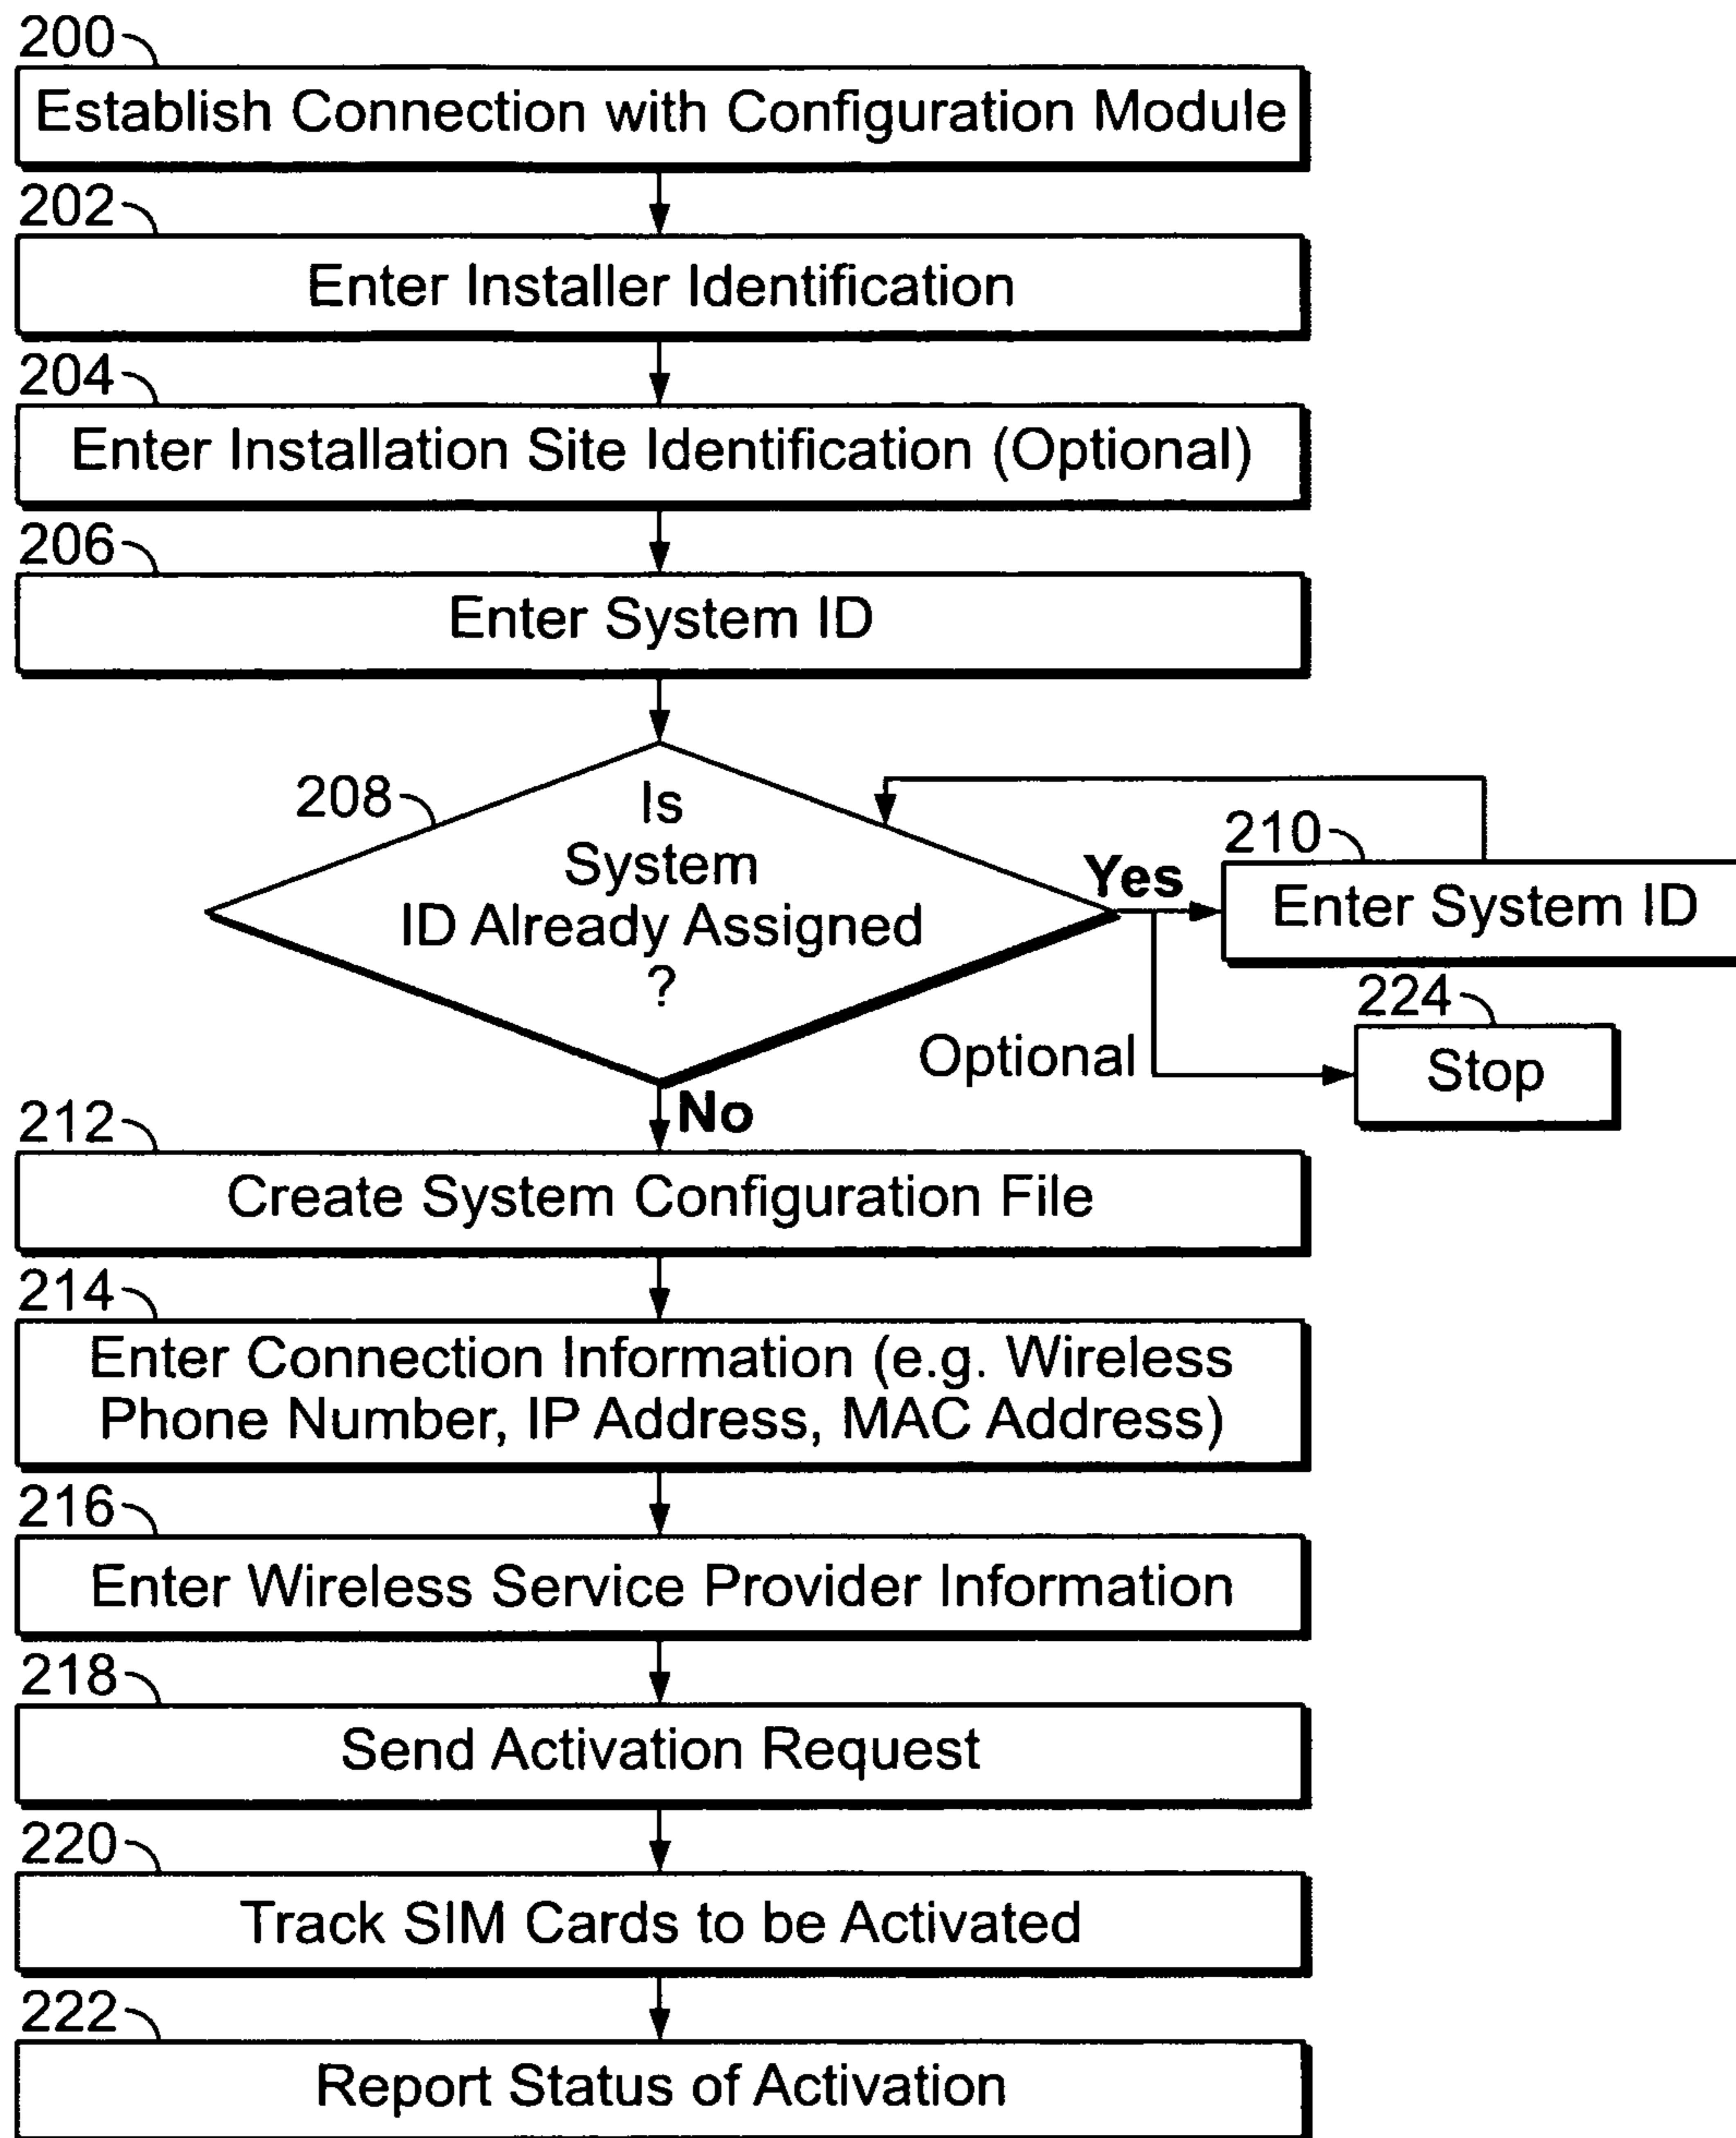 200
Establish Connection with Configuration Module
202
Enter Installer Identification
204
Enter Installation Site Identification (Optional)
206
Enter System ID
208
Is
System
ID Already Assigned
?
Yes
210
Enter System ID
Optional
224
Stop
No
212
Create System Configuration File
214
Enter Connection Information (e.g. Wireless
Phone Number, IP Address, MAC Address)
216
Enter Wireless Service Provider Information
218
Send Activation Request
220
Track SIM Cards to be Activated
222
Report Status of Activation